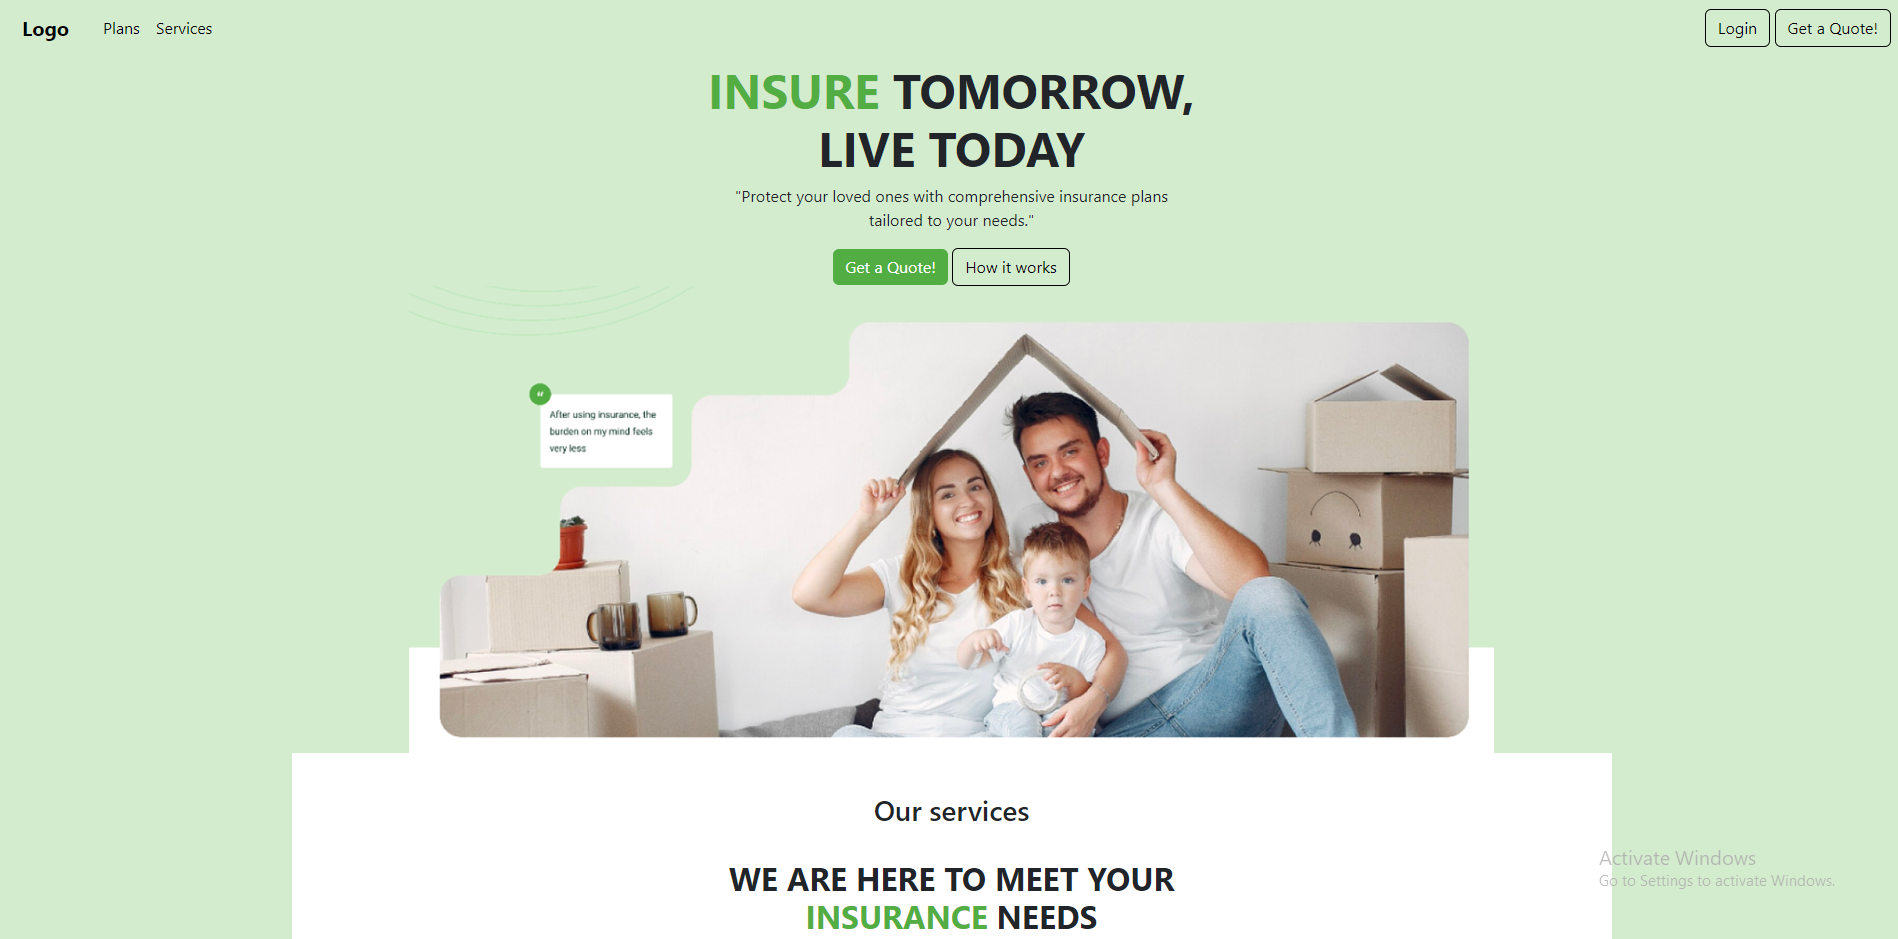 Logo Plans Services Login Get a Quote!
INSURE TOMORROW,
LIVE TODAY
"Protect your loved ones with comprehensive insurance plans
tailored to your needs."
Get a Quote! How it works
“
After using insurance, the
burden on my mind feels
very less
Our services
WE ARE HERE TO MEET YOUR
INSURANCE NEEDS
Activate Windows
Go to Settings to activate Windows.